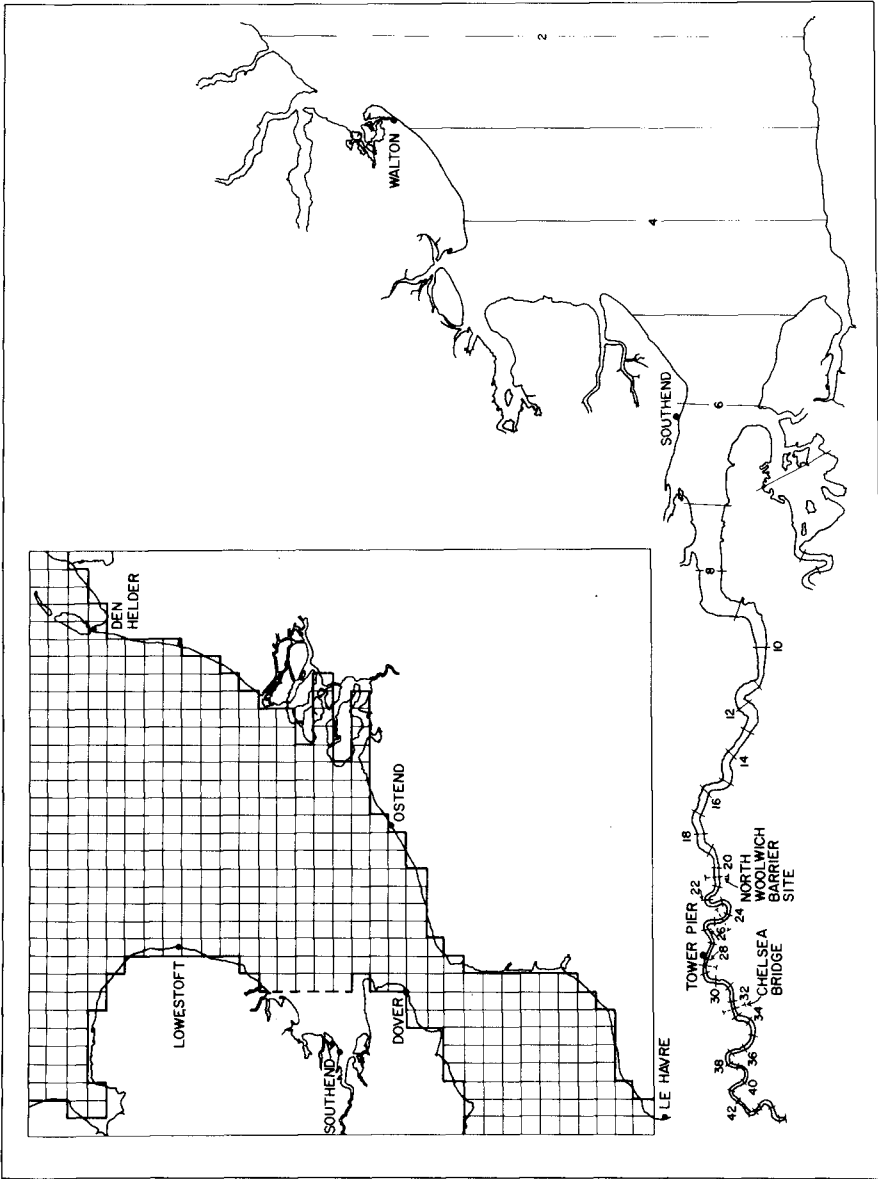 DEN
HELDER
LOWESTOFT
OSTEND
DOVER
SOUTHEND
LE HAVRE
WALTON
SOUTHEND
2
4
6
8
10
12
14
16
18
20
22
24
26
28
30
32
34
36
38
40
42
TOWER PIER
NORTH
WOOLWICH
BARRIER
SITE
CHELSEA
BRIDGE